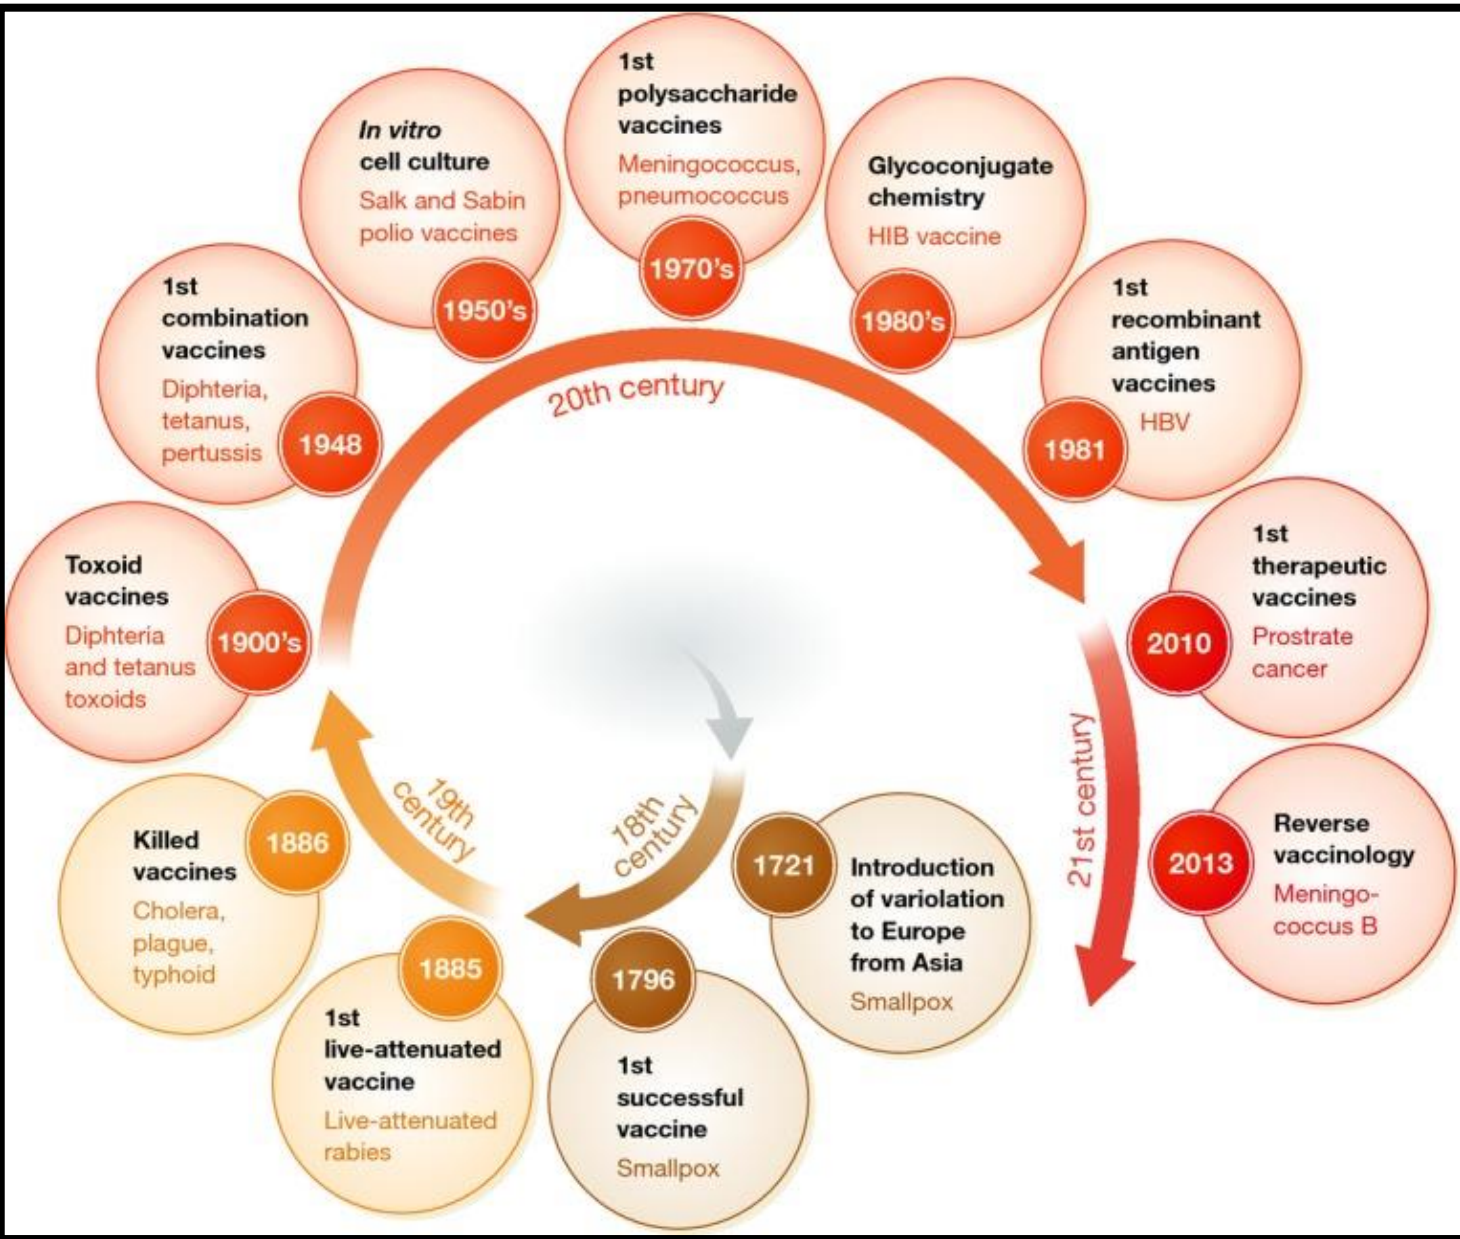 1721
Introduction
of variolation
to Europe
from Asia
Smallpox
1796
1st
successful
vaccine
Smallpox
18th
century
1885
1st
live-attenuated
vaccine
Live-attenuated
rabies
1886
Killed
vaccines
Cholera,
plague,
typhoid
19th
century
1900's
Toxoid
vaccines
Diphteria
and tetanus
toxoids
1948
1st
combination
vaccines
Diphteria,
tetanus,
pertussis
1950's
In vitro
cell culture
Salk and Sabin
polio vaccines
1970's
1st
polysaccharide
vaccines
Meningococcus,
pneumococcus
20th century
1980's
Glycoconjugate
chemistry
HIB vaccine
1981
1st
recombinant
antigen
vaccines
HBV
2010
1st
therapeutic
vaccines
Prostrate
cancer
2013
Reverse
vaccinology
Meningo-
coccus B
21st century